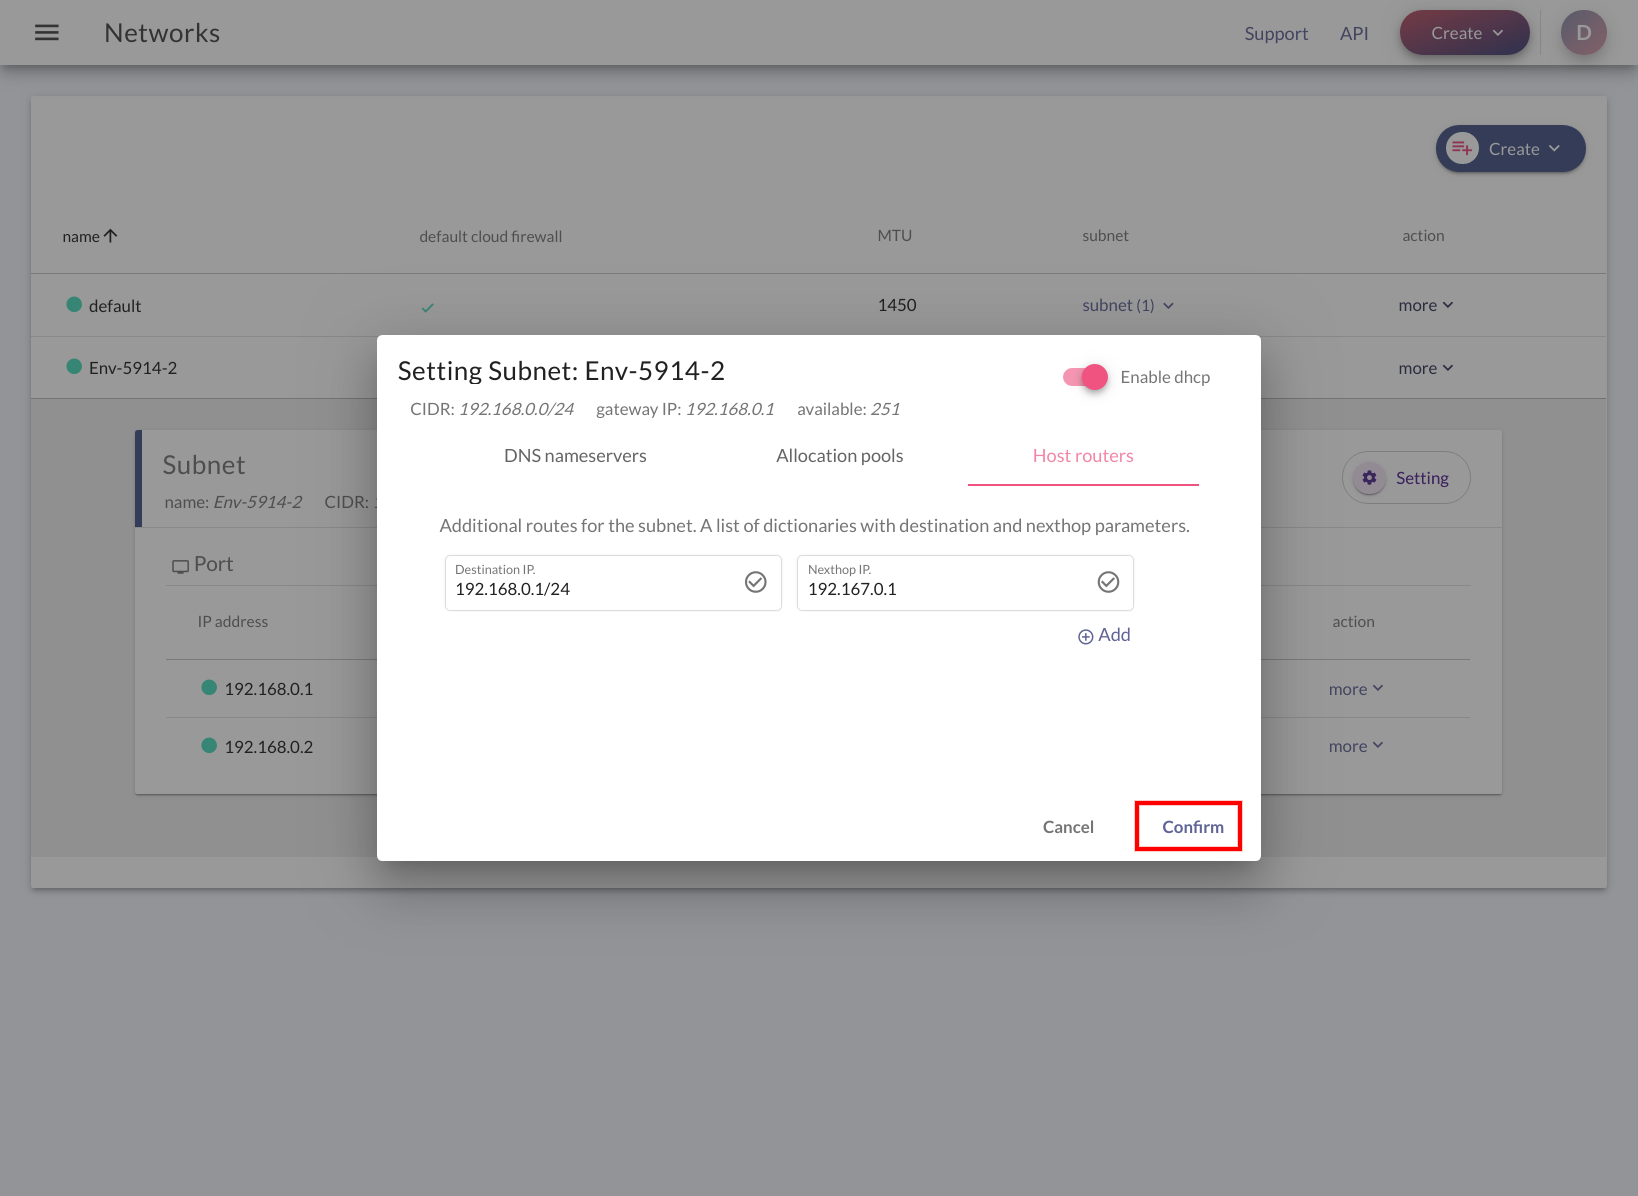 Networks
Support API Create D
Create
name default cloud firewall MTU subnet action
default 1450 subnet (1) more
Env-5914-2 more
Setting Subnet: Env-5914-2 Enable dhcp
CIDR: 192.168.0.0/24 gateway IP: 192.168.0.1 available: 251
DNS nameservers Allocation pools Host routers
Additional routes for the subnet. A list of dictionaries with destination and nexthop parameters.
Destination IP. Nexthop IP.
192.168.0.1/24 192.167.0.1
Add
Cancel Confirm
Subnet Setting
name: Env-5914-2 CIDR:
Port
IP address action
192.168.0.1 more
192.168.0.2 more